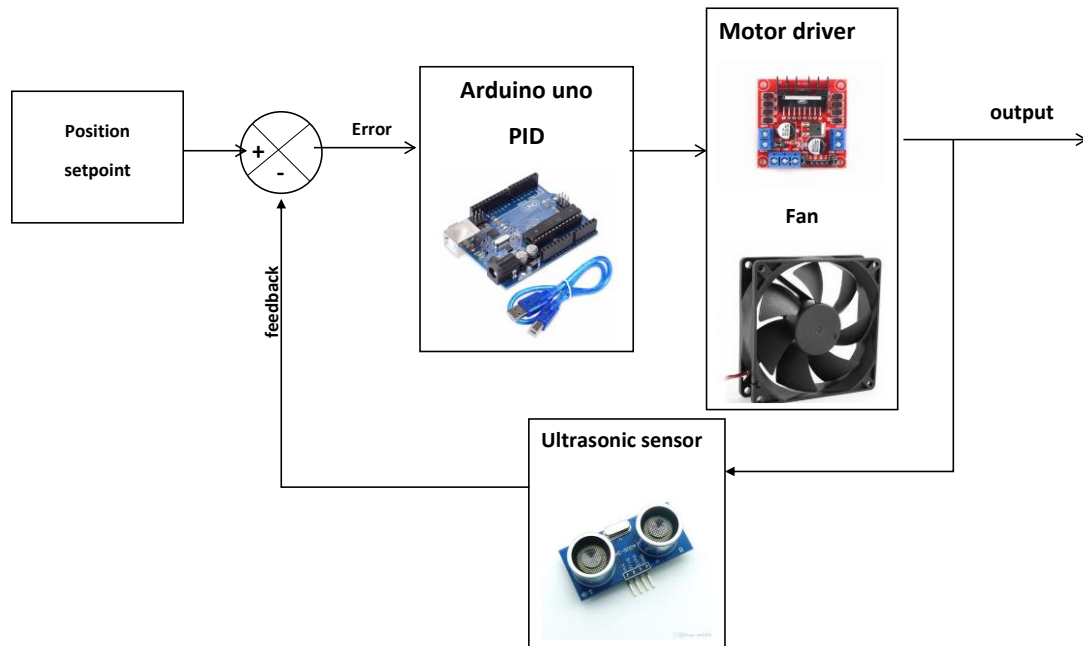 Motor driver
Arduino uno
PID
output
Position
setpoint
Error
+
-
Fan
feedback
Ultrasonic sensor